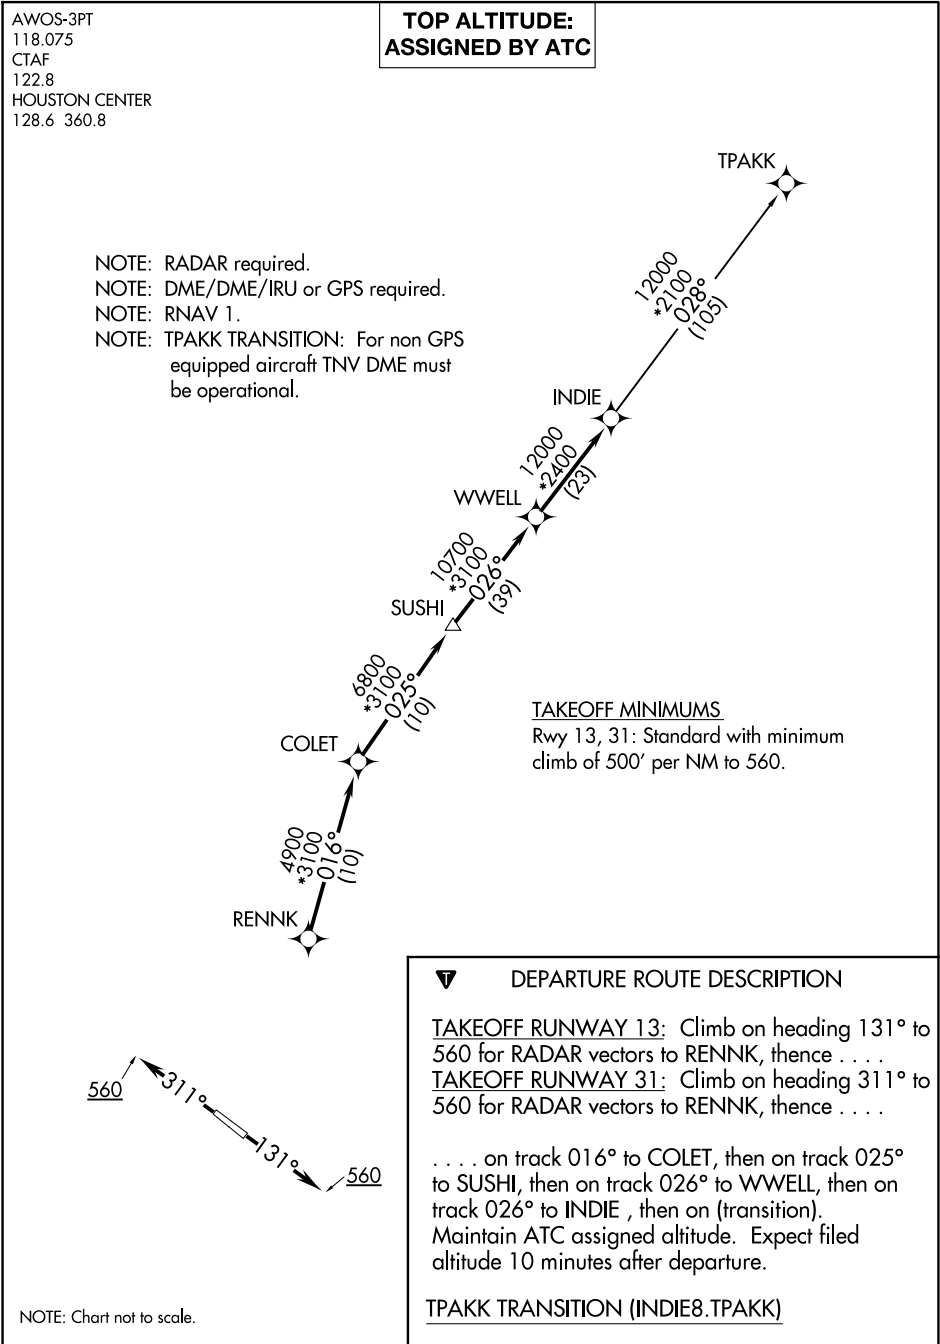 AWOS-3PT
118.075
CTAF
122.8
HOUSTON CENTER
128.6 360.8
TOP ALTITUDE:
ASSIGNED BY ATC
TPAKK
12000
*2100
028°
(105)
NOTE: RADAR required.
NOTE: DME/DME/IRU or GPS required.
NOTE: RNAV 1.
NOTE: TPAKK TRANSITION: For non GPS
equipped aircraft TNV DME must
be operational.
INDIE
12000
*2400
(23)
WWELL
10700
*3100
026°
(39)
SUSHI
6800
*3100
025°
(10)
TAKEOFF MINIMUMS
Rwy 13, 31: Standard with minimum
climb of 500' per NM to 560.
COLET
4900
*3100
016°
(10)
RENNK
T DEPARTURE ROUTE DESCRIPTION
TAKEOFF RUNWAY 13: Climb on heading 131° to
560 for RADAR vectors to RENNK, thence . . . .
TAKEOFF RUNWAY 31: Climb on heading 311° to
560 for RADAR vectors to RENNK, thence . . . .
. . . . on track 016° to COLET, then on track 025°
to SUSHI, then on track 026° to WWELL, then on
track 026° to INDIE , then on (transition).
Maintain ATC assigned altitude. Expect filed
altitude 10 minutes after departure.
TPAKK TRANSITION (INDIE8.TPAKK)
560
311°
131°
560
NOTE: Chart not to scale.